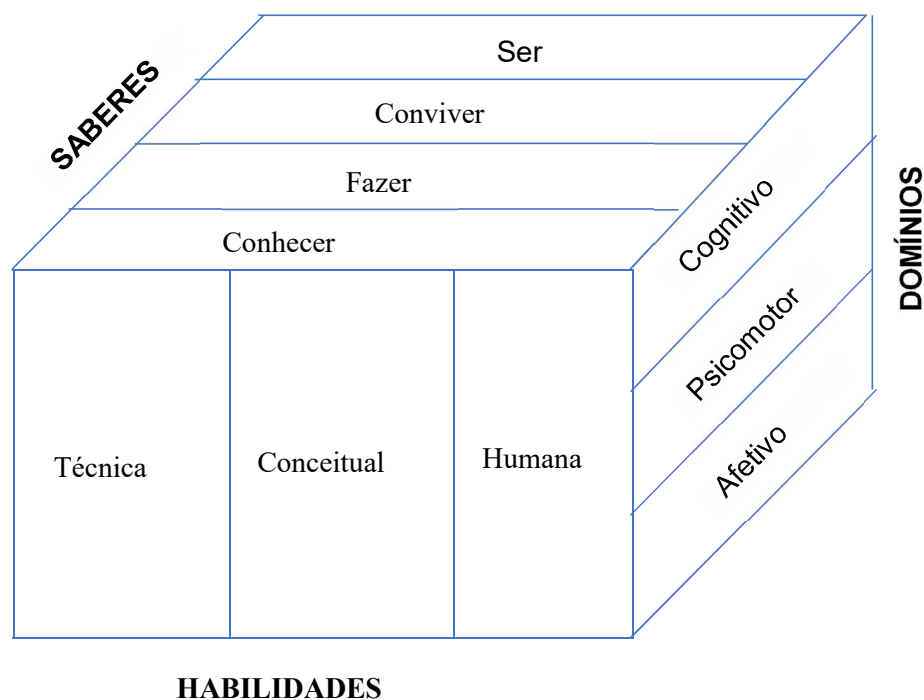 Ser
SABERES
Conviver
Fazer
Conhecer
Cognitivo
DOMÍNIOS
Psicomotor
Afetivo
Técnica
Conceitual
Humana
HABILIDADES